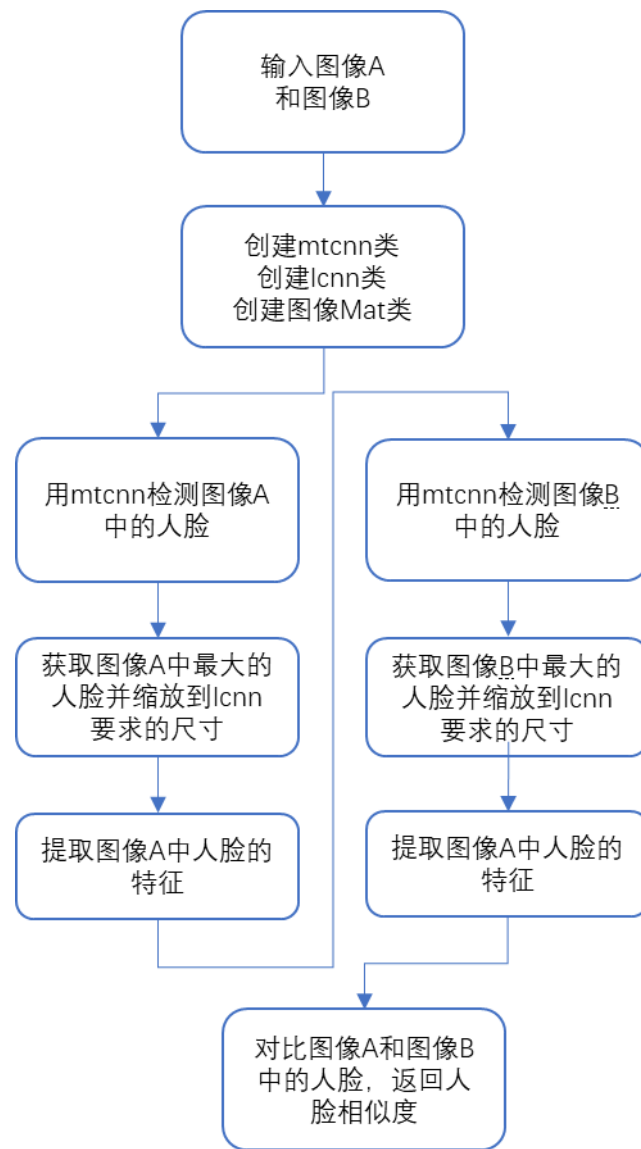 输入图像A
和图像B
创建mtcnn类
创建lcnn类
创建图像Mat类
用mtcnn检测图像A
中的人脸
获取图像A中最大的
人脸并缩放到lcnn
要求的尺寸
提取图像A中人脸的
特征
用mtcnn检测图像B
中的人脸
获取图像B中最大的
人脸并缩放到lcnn
要求的尺寸
提取图像A中人脸的
特征
对比图像A和图像B
中的人脸，返回人
脸相似度